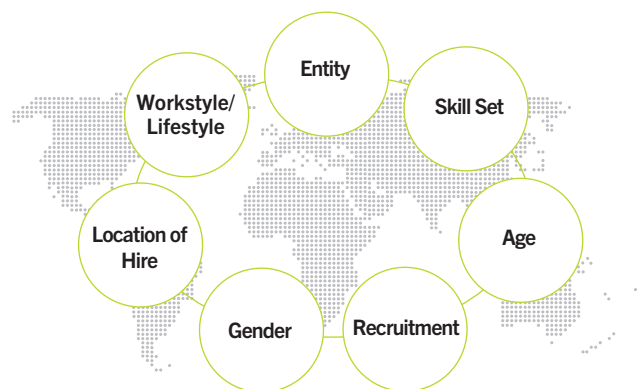 Entity
Workstyle/
Lifestyle
Skill Set
Location of
Hire
Age
Gender
Recruitment